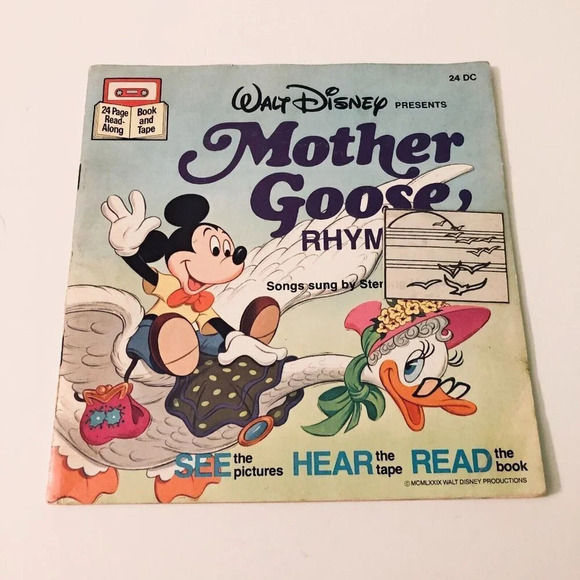 24 DC
24 Page
Read-
Along
Book
and
Tape
WALT DISNEY PRESENTS
Mother
Goose
RHYM
Songs sung by Ster
SEE the pictures HEAR the tape READ the book
© MCMLXXIX WALT DISNEY PRODUCTIONS